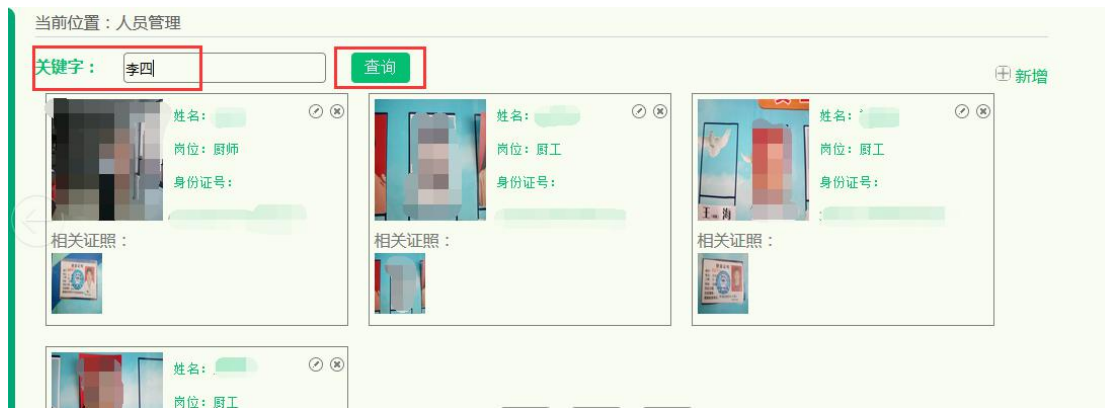 当前位置：人员管理
关键字： 李四 查询
新增
姓名：
岗位：厨师
身份证号：
相关证照：
姓名：
岗位：厨工
身份证号：
相关证照：
姓名：
岗位：厨工
身份证号：
相关证照：
姓名：
岗位：厨工